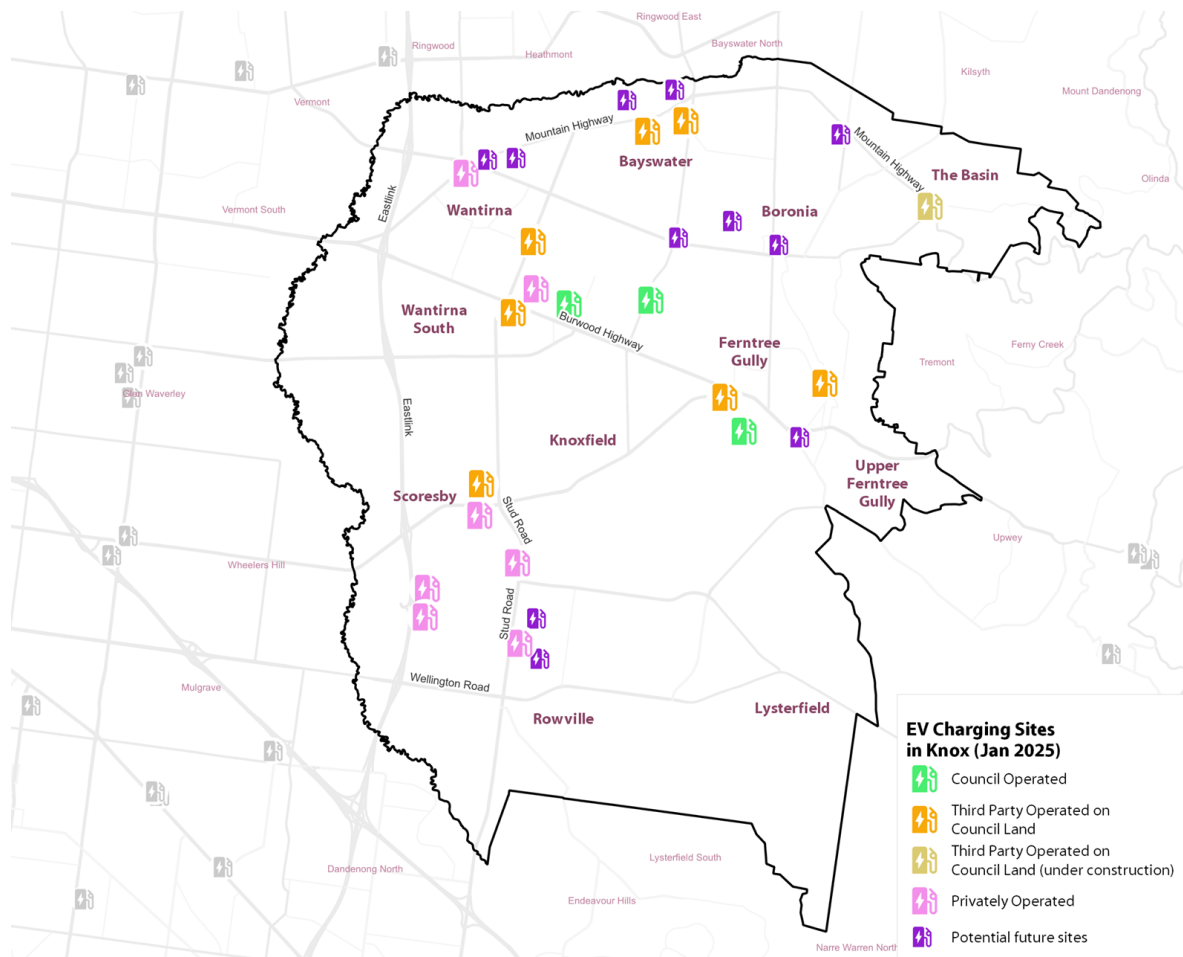 Ringwood East
Ringwood
Heathmont
Bayswater North
Kilsyth
Mount Dandenong
Vermont
Mountain Highway
Bayswater
Mountain Highway
The Basin
Olinda
Vermont South
Eastlink
Wantirna
Boronia
Wantirna
South
Burwood Highway
Ferntree
Gully
Ferny Creek
Tremont
Glen Waverley
Eastlink
Knoxfield
Scoresby
Stud Road
Upper
Ferntree
Gully
Upwey
Wheelers Hill
Stud Road
Mulgrave
Wellington Road
Rowville
Lysterfield
Dandenong North
Lysterfield South
Endeavour Hills
Narre Warren North
EV Charging Sites
in Knox (Jan 2025)
Council Operated
Third Party Operated on
Council Land
Third Party Operated on
Council Land (under construction)
Privately Operated
Potential future sites